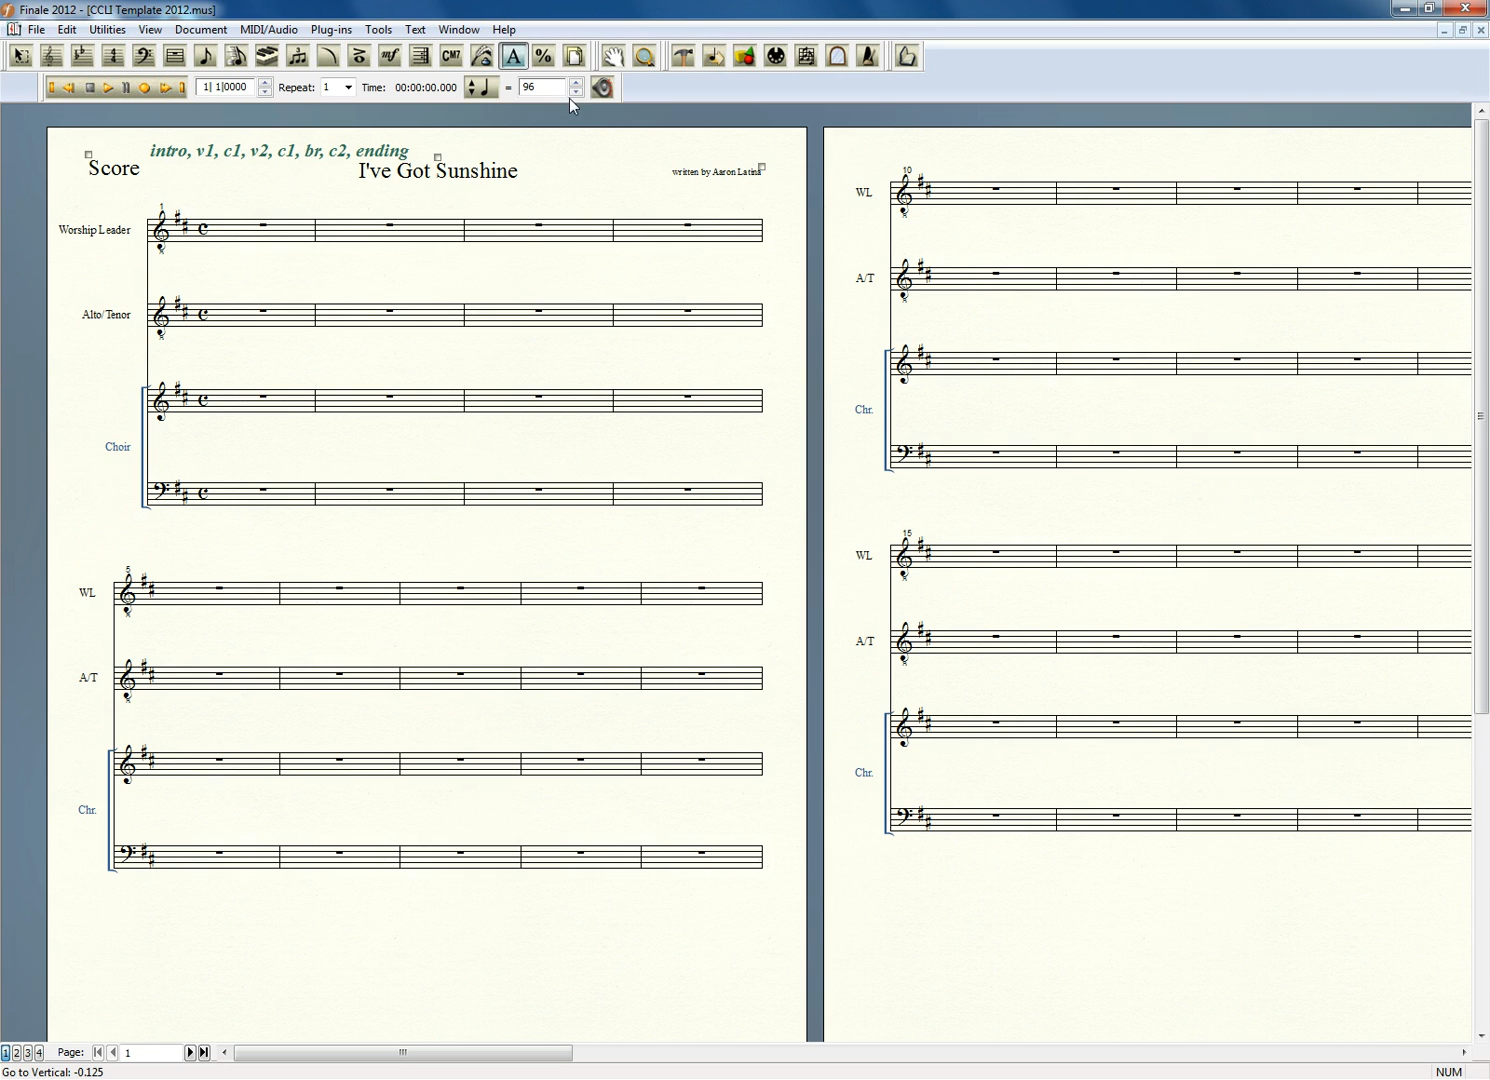 Finale 2012 - [CCLI Template 2012.mus]
File Edit Utilities View Document MIDI/Audio Plug-ins Tools Text Window Help
mf CM7 A %
1| 1|0000 Repeat: 1 Time: 00:00:00.000 = 96
intro, v1, c1, v2, c1, br, c2, ending
Score
I've Got Sunshine
written by Aaron Latina
1
Worship Leader
Alto/Tenor
Choir
5
WL
A/T
Chr.
10
WL
A/T
Chr.
15
WL
A/T
Chr.
1 2 3 4 Page: 1
Go to Vertical: -0.125
NUM